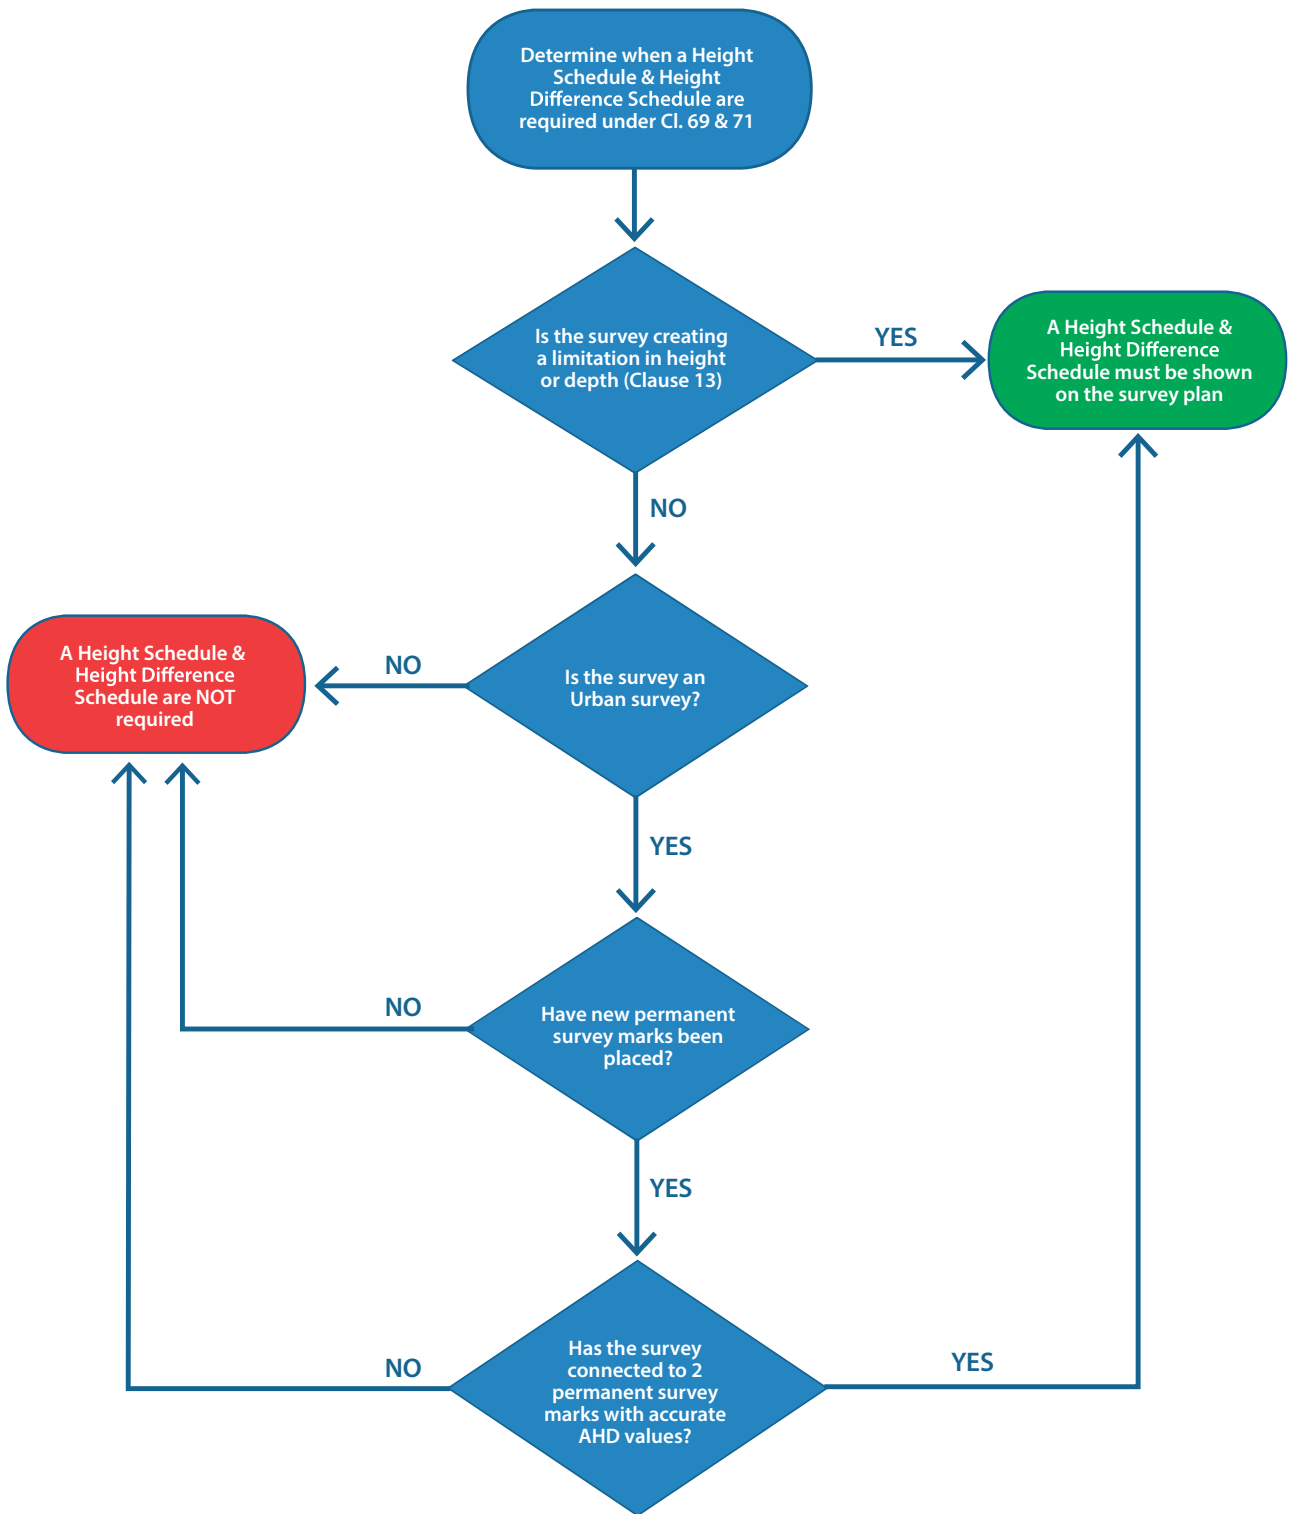 Determine when a Height
Schedule & Height
Difference Schedule are
required under Cl. 69 & 71
Is the survey creating
a limitation in height
or depth (Clause 13)
YES
A Height Schedule &
Height Difference
Schedule must be shown
on the survey plan
NO
Is the survey an
Urban survey?
NO
A Height Schedule &
Height Difference
Schedule are NOT
required
YES
Have new permanent
survey marks been
placed?
NO
YES
Has the survey
connected to 2
permanent survey
marks with accurate
AHD values?
NO
YES